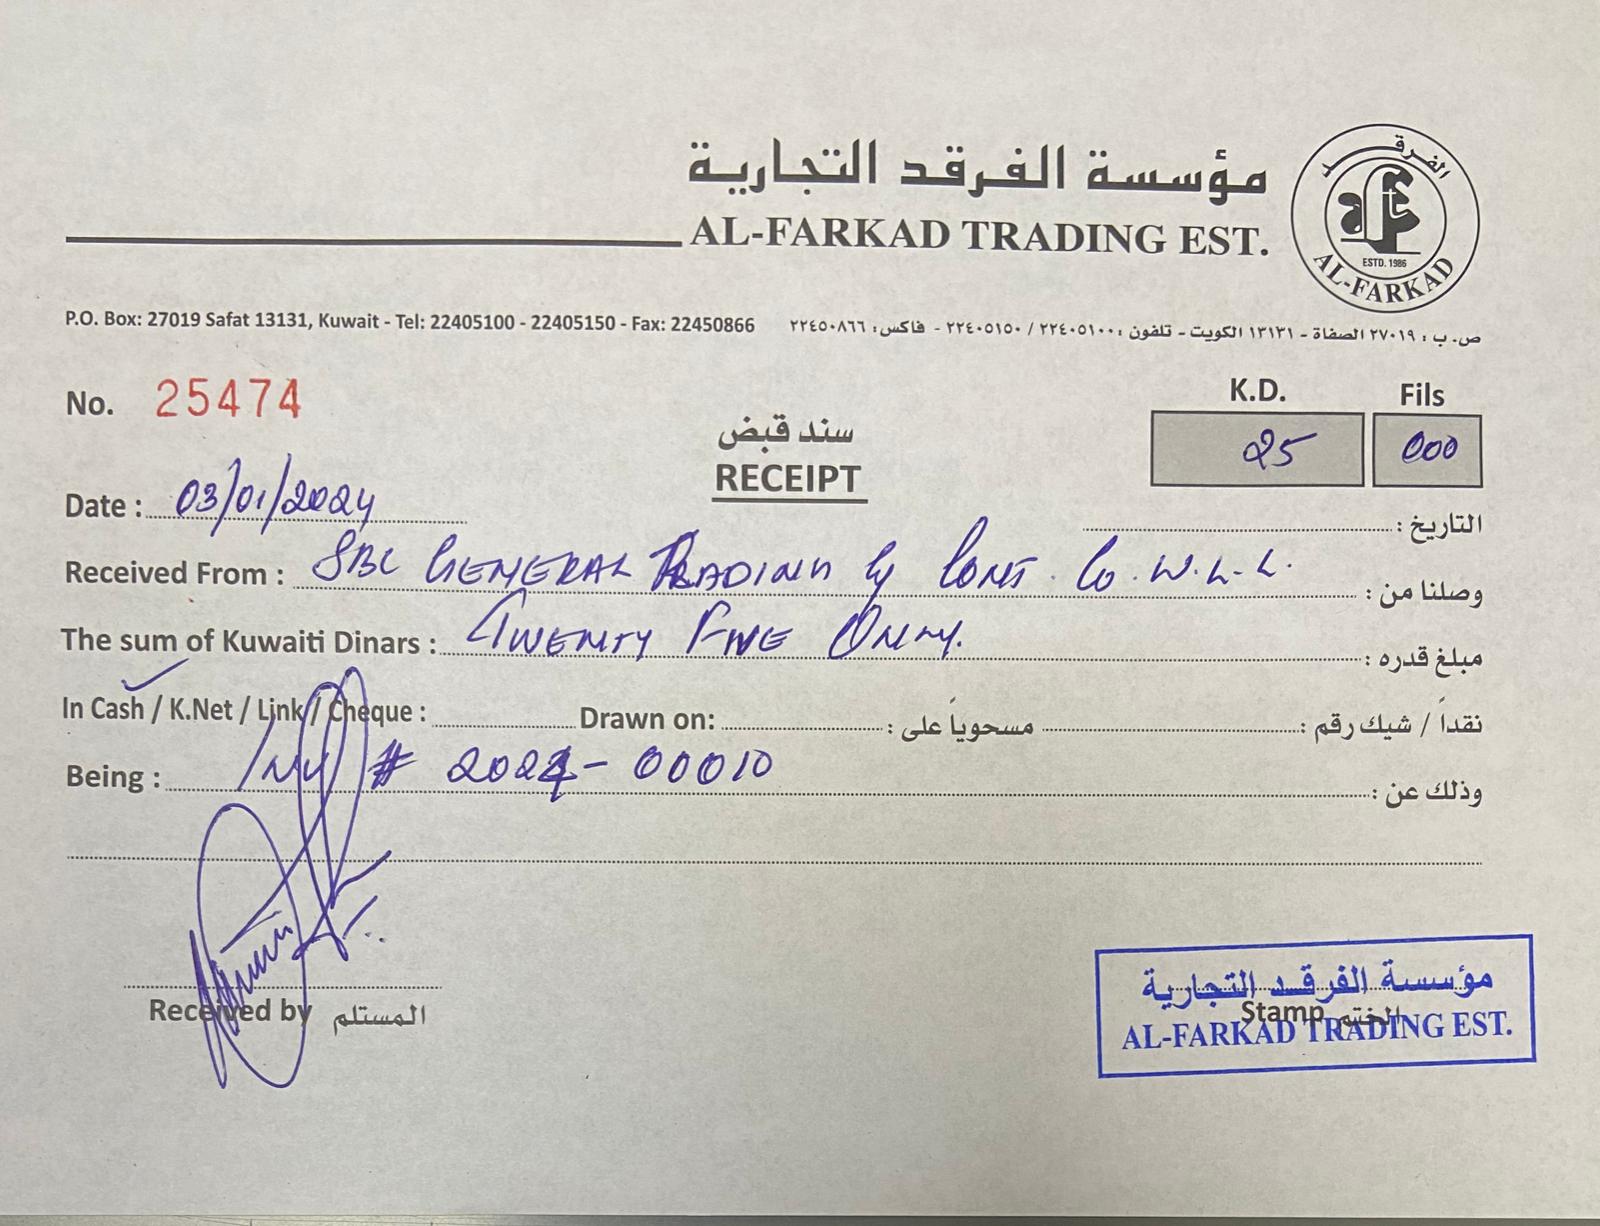 مؤسسة الفرقد التجارية
AL-FARKAD TRADING EST.
الفرقد
ESTD. 1986
AL-FARKAD
P.O. Box: 27019 Safat 13131, Kuwait - Tel: 22405100 - 22405150 - Fax: 22450866
ص. ب : ٢٧٠١٩ الصفاة - ١٣١٣١ الكويت - تلفون : ٢٢٤٠٥١٠٠ / ٢٢٤٠٥١٥٠ - فاكس : ٢٢٤٥٠٨٦٦
No. 25474
سند قبض
RECEIPT
K.D. Fils
25 000
Date : 03/01/2024 التاريخ :
Received From : SBC GENERAL TRADING & CONT. CO. W.L.L. وصلنا من :
The sum of Kuwaiti Dinars : TWENTY FIVE ONLY. مبلغ قدره :
In Cash / K.Net / Link / Cheque : Drawn on: مسحوباً على : نقداً / شيك رقم :
Being : Inv # 2024-00010 وذلك عن :
Received by المستلم
Stamp الختم
مؤسسة الفرقد التجارية
AL-FARKAD TRADING EST.